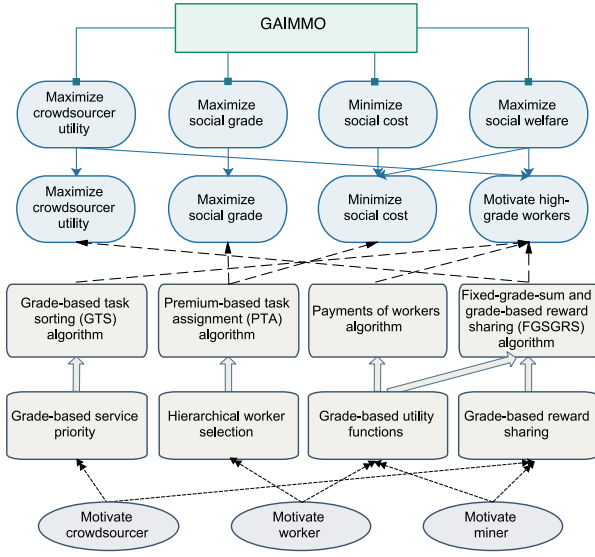 GAIMMO
Maximize
crowdsourcer
utility
Maximize
social grade
Minimize
social cost
Maximize
social welfare
Maximize
crowdsourcer
utility
Maximize
social grade
Minimize
social cost
Motivate high-
grade workers
Grade-based task
sorting (GTS)
algorithm
Premium-based task
assignment (PTA)
algorithm
Payments of workers
algorithm
Fixed-grade-sum and
grade-based reward
sharing (FGSGRS)
algorithm
Grade-based service
priority
Hierarchical worker
selection
Grade-based utility
functions
Grade-based reward
sharing
Motivate
crowdsourcer
Motivate
worker
Motivate
miner